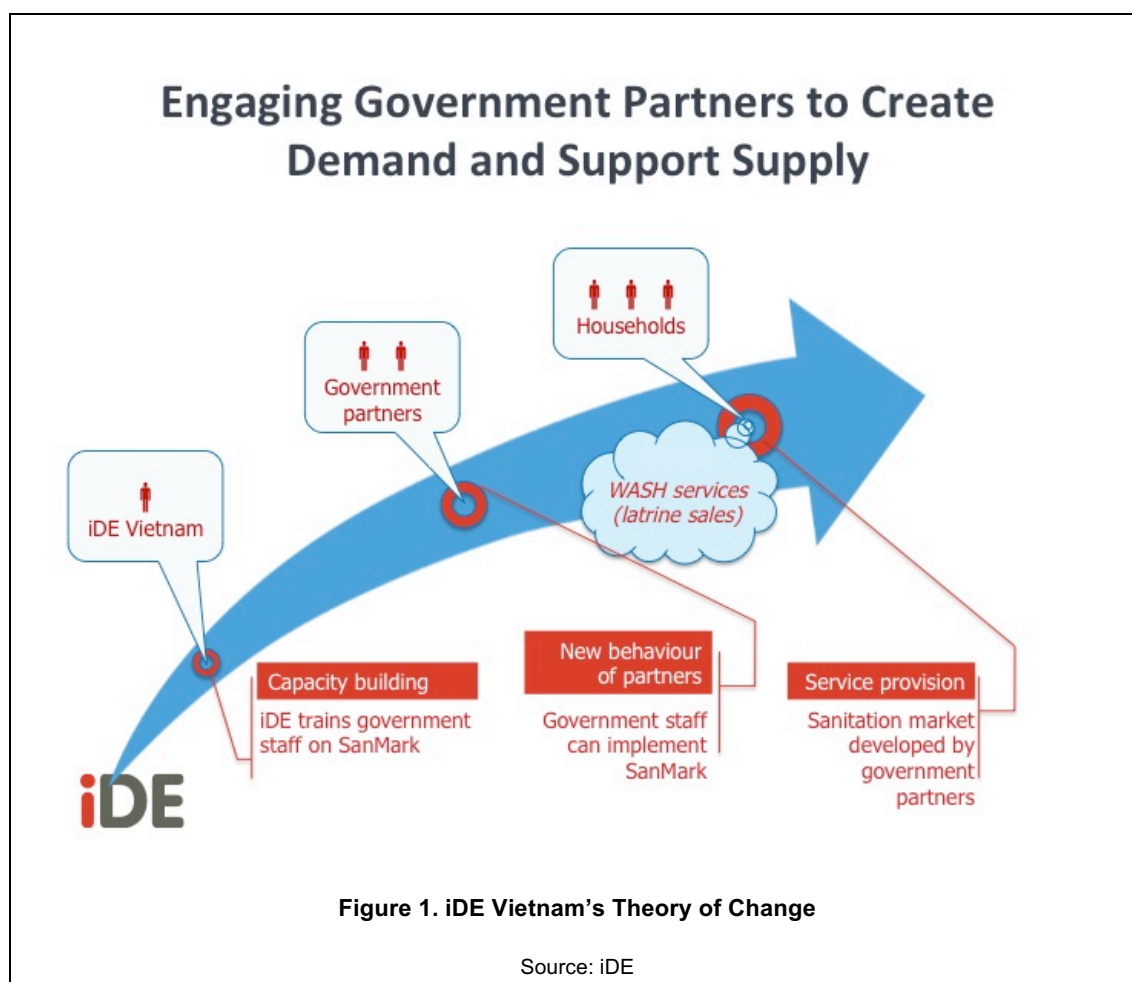 Engaging Government Partners to Create
Demand and Support Supply
Households
Government
partners
iDE Vietnam
WASH services
(latrine sales)
Capacity building
iDE trains government
staff on SanMark
New behaviour
of partners
Government staff
can implement
SanMark
Service provision
Sanitation market
developed by
government
partners
iDE
Figure 1. iDE Vietnam's Theory of Change
Source: iDE